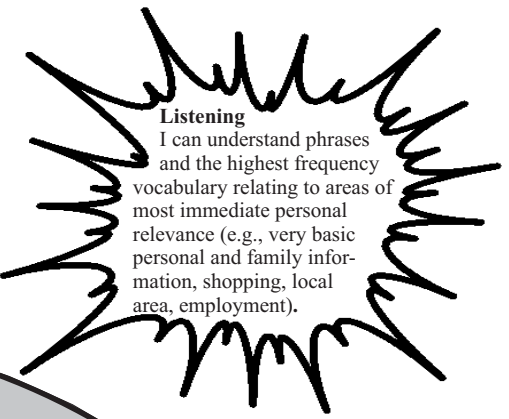 Listening
I can understand phrases
and the highest frequency
vocabulary relating to areas of
most immediate personal
relevance (e.g., very basic
personal and family infor-
mation, shopping, local
area, employment).